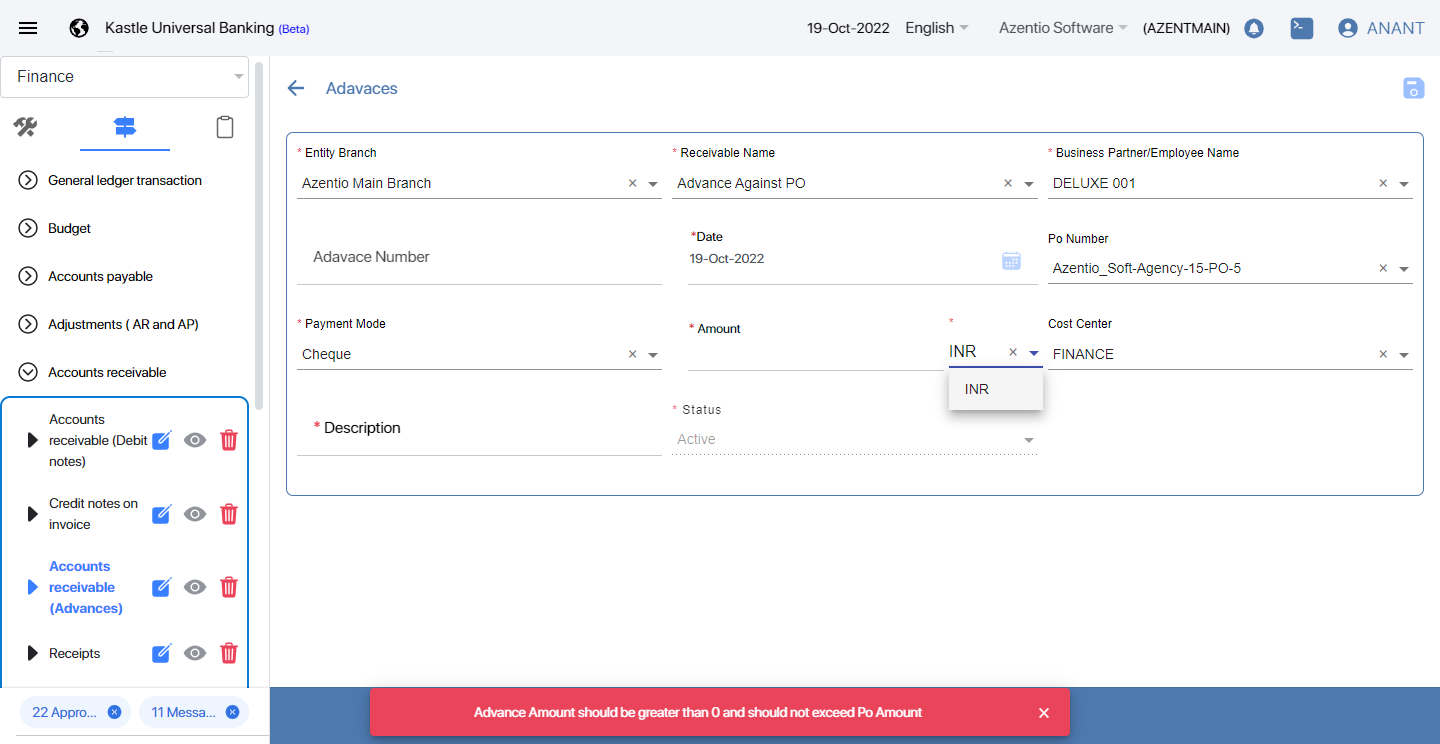 Kastle Universal Banking (Beta)
19-Oct-2022
English
Azentio Software
(AZENTMAIN)
ANANT
Finance
General ledger transaction
Budget
Accounts payable
Adjustments ( AR and AP)
Accounts receivable
Accounts
receivable (Debit
notes)
Credit notes on
invoice
Accounts
receivable
(Advances)
Receipts
22 Appro...
11 Messa...
Adavaces
* Entity Branch
Azentio Main Branch
* Receivable Name
Advance Against PO
* Business Partner/Employee Name
DELUXE 001
Adavace Number
*Date
19-Oct-2022
Po Number
Azentio_Soft-Agency-15-PO-5
* Payment Mode
Cheque
* Amount
*
INR
INR
Cost Center
FINANCE
* Description
* Status
Active
Advance Amount should be greater than 0 and should not exceed Po Amount